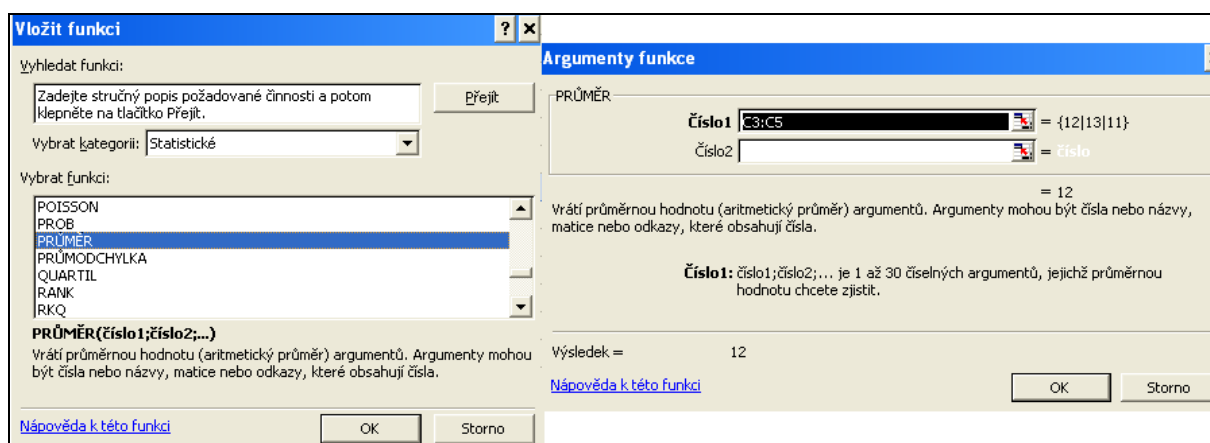 Vložit funkci
Vyhledat funkci:
Zadejte stručný popis požadované činnosti a potom
klepněte na tlačítko Přejít.
Přejít
Vybrat kategorii: Statistické
Vybrat funkci:
POISSON
PROB
PRŮMĚR
PRŮMODCHYLKA
QUARTIL
RANK
RKQ
PRŮMĚR(číslo1;číslo2;...)
Vrátí průměrnou hodnotu (aritmetický průměr) argumentů. Argumenty mohou
být čísla nebo názvy, matice nebo odkazy, které obsahují čísla.
Nápověda k této funkci
OK
Storno
Argumenty funkce
PRŮMĚR
Číslo1 C3:C5 = {12|13|11}
Číslo2 = číslo
= 12
Vrátí průměrnou hodnotu (aritmetický průměr) argumentů. Argumenty mohou být čísla nebo názvy,
matice nebo odkazy, které obsahují čísla.
Číslo1: číslo1;číslo2;... je 1 až 30 číselných argumentů, jejichž průměrnou
hodnotu chcete zjistit.
Výsledek = 12
Nápověda k této funkci
OK
Storno